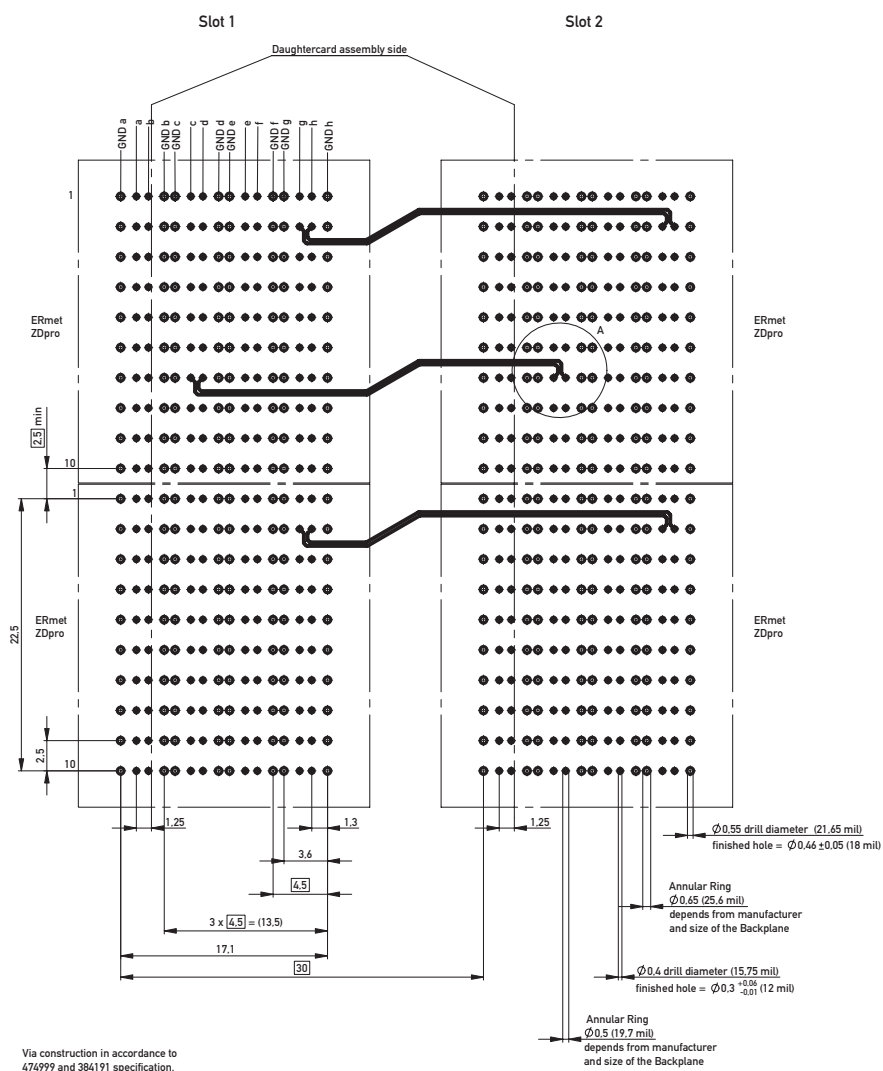 Slot 1
Slot 2
Daughtercard assembly side
GND a
a
b
GND b
GND c
c
d
GND d
GND e
e
f
GND f
GND g
g
h
GND h
1
ERmet
ZDpro
A
ERmet
ZDpro
2,5 min
10
1
22,5
ERmet
ZDpro
ERmet
ZDpro
2,5
10
1,25
1,3
1,25
Ø0,55 drill diameter (21,65 mil)
finished hole = Ø0,46 ±0,05 (18 mil)
3,6
4,5
Annular Ring
Ø0,65 (25,6 mil)
depends from manufacturer
and size of the Backplane
3 x 4,5 = (13,5)
17,1
30
Ø0,4 drill diameter (15,75 mil)
finished hole = Ø0,3 +0,06 -0,01 (12 mil)
Annular Ring
Ø0,5 (19,7 mil)
depends from manufacturer
and size of the Backplane
Via construction in accordance to
474999 and 384191 specification.